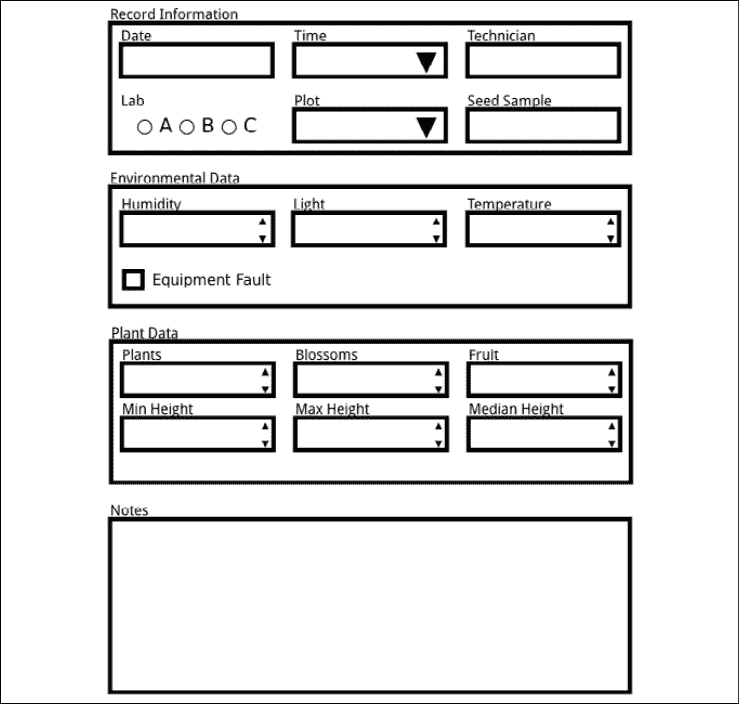 Record Information
Date Time Technician
Lab Plot Seed Sample
A B C
Environmental Data
Humidity Light Temperature
Equipment Fault
Plant Data
Plants Blossoms Fruit
Min Height Max Height Median Height
Notes